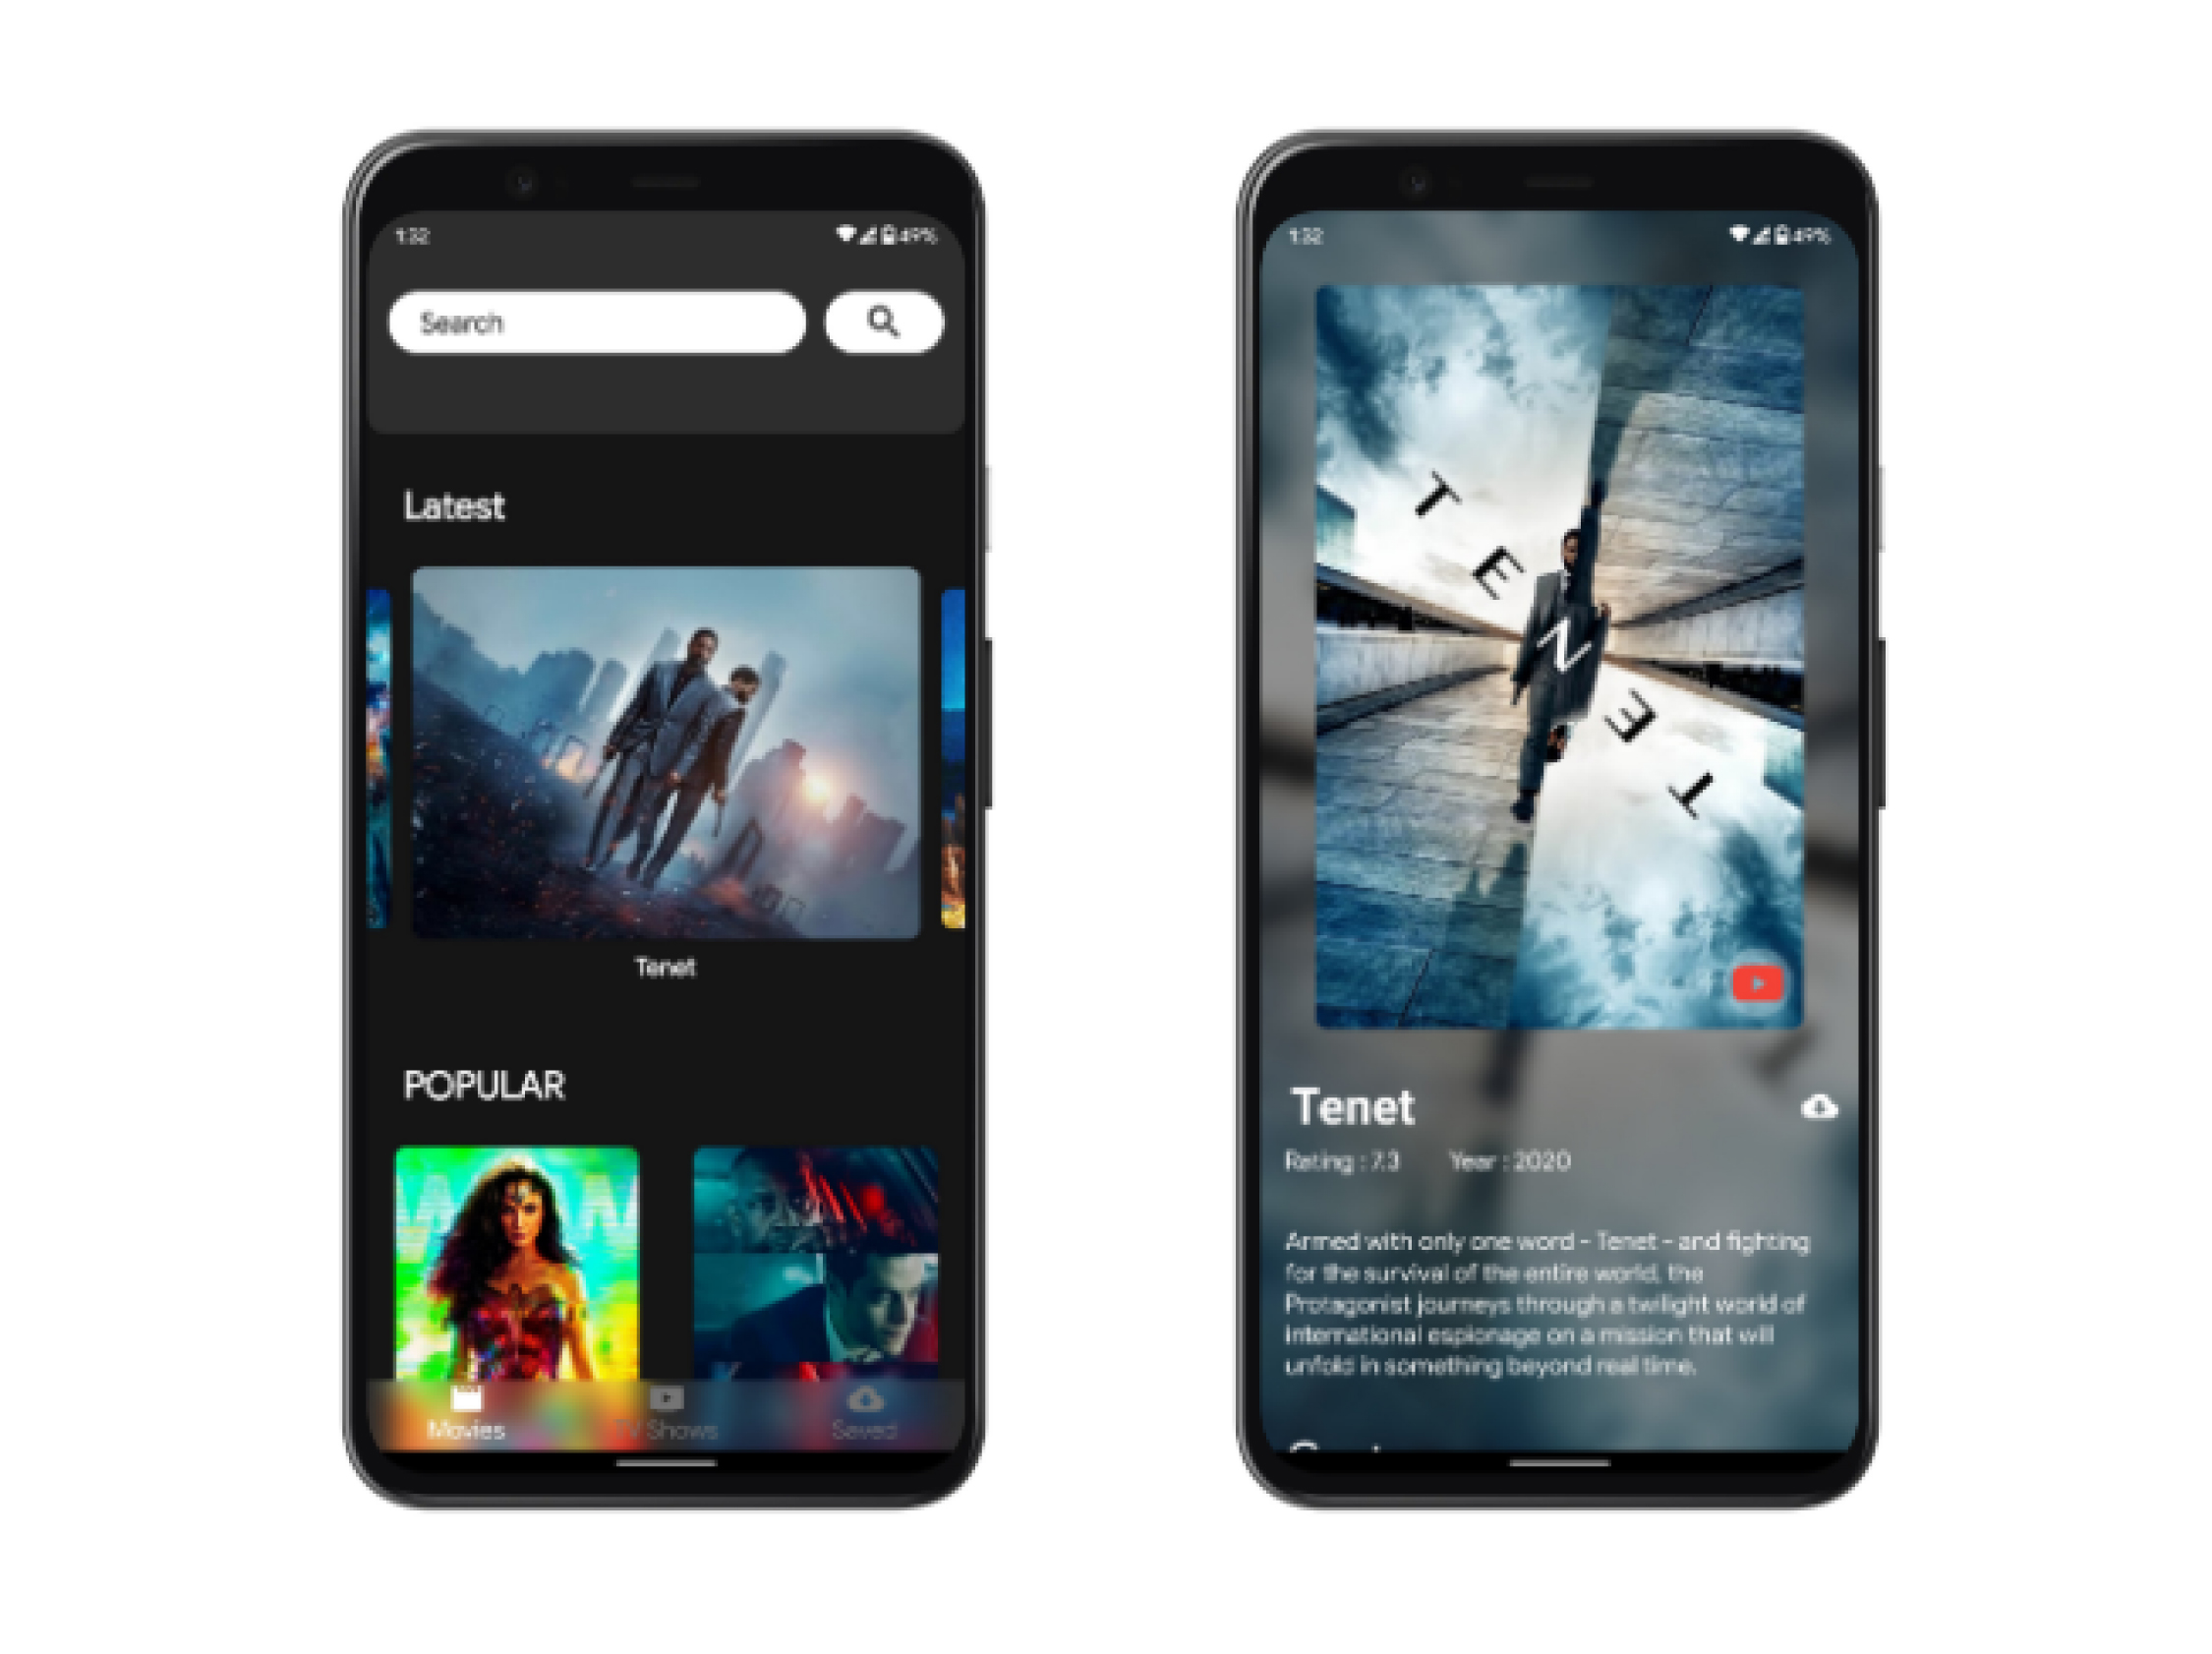 1:32
49%
Search
Latest
Tenet
POPULAR
Movies
TV Shows
Saved
1:32
49%
T
E
N
E
T
Tenet
Rating : 7.3 Year : 2020
Armed with only one word - Tenet - and fighting
for the survival of the entire world, the
Protagonist journeys through a twilight world of
international espionage on a mission that will
unfold in something beyond real time.